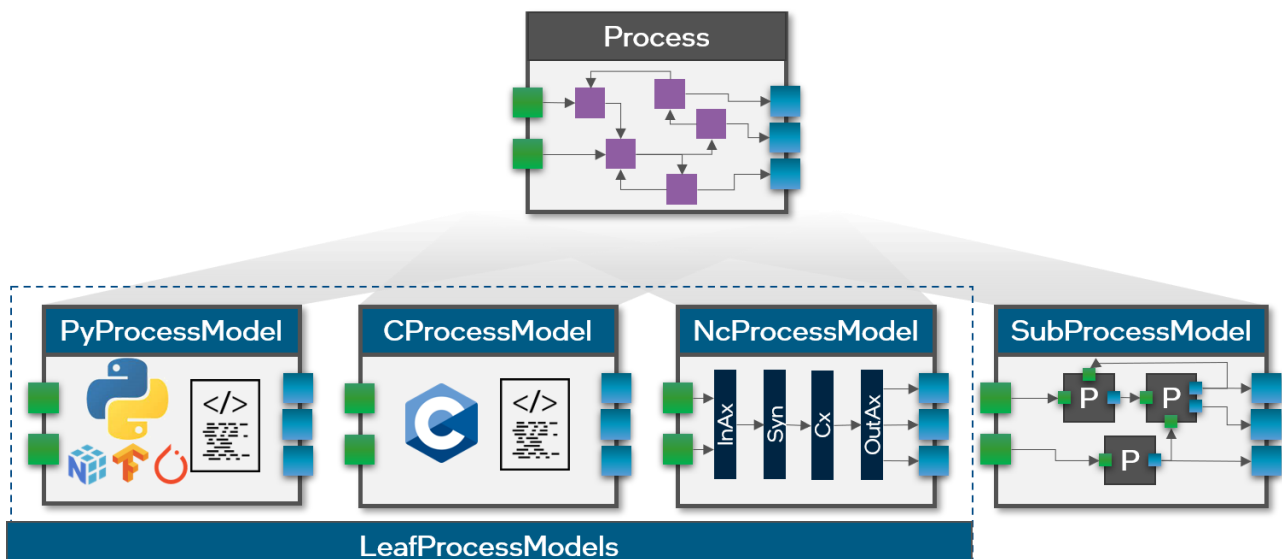 Process
PyProcessModel
CProcessModel
NcProcessModel
SubProcessModel
</>
N
C
</>
InAx
Syn
Cx
OutAx
P
P
P
LeafProcessModels